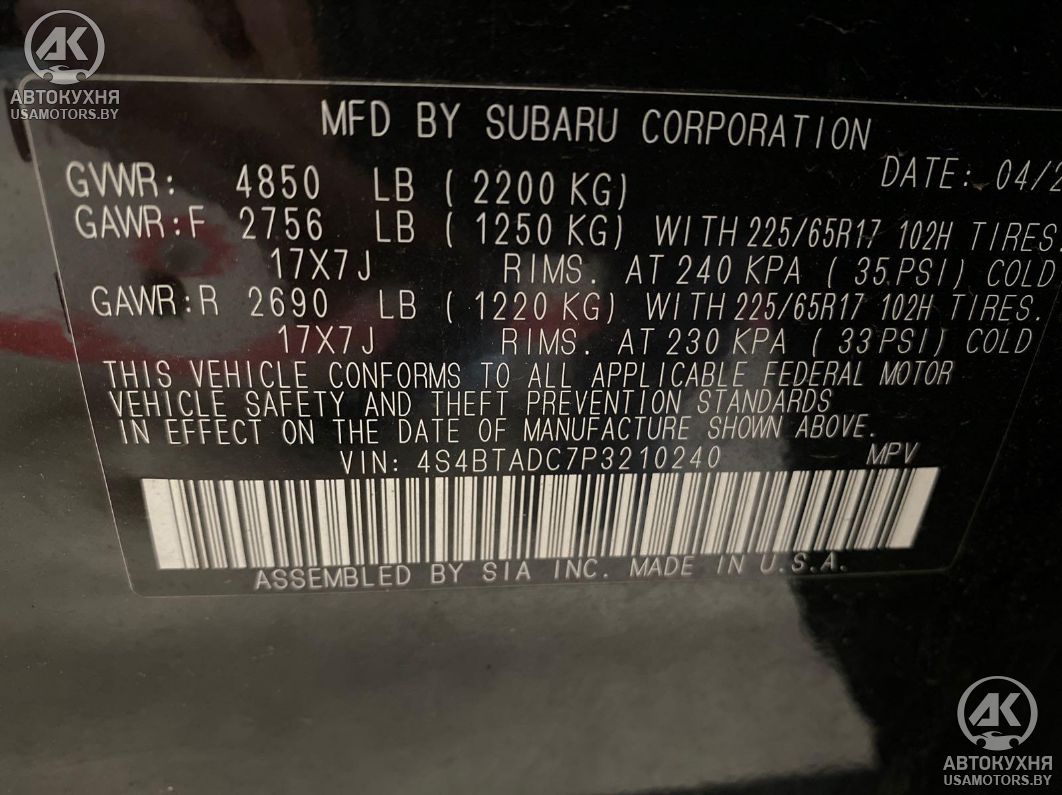 AK
АВТОКУХНЯ
USAMOTORS.BY
MFD BY SUBARU CORPORATION
DATE: 04/2
GVWR: 4850 LB ( 2200 KG)
GAWR:F 2756 LB ( 1250 KG) WITH 225/65R17 102H TIRES.
17X7J RIMS. AT 240 KPA ( 35 PSI) COLD
GAWR:R 2690 LB ( 1220 KG) WITH 225/65R17 102H TIRES.
17X7J RIMS. AT 230 KPA ( 33 PSI) COLD
THIS VEHICLE CONFORMS TO ALL APPLICABLE FEDERAL MOTOR
VEHICLE SAFETY AND THEFT PREVENTION STANDARDS
IN EFFECT ON THE DATE OF MANUFACTURE SHOWN ABOVE.
VIN: 4S4BTADC7P3210240 MPV
ASSEMBLED BY SIA INC. MADE IN U.S.A.
AK
АВТОКУХНЯ
USAMOTORS.BY